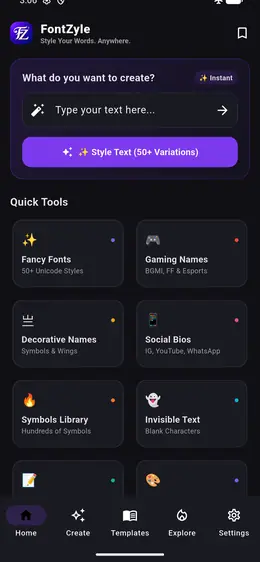 3:00
FZ
FontZyle
Style Your Words. Anywhere.
What do you want to create?
✨ Instant
Type your text here...
✨ Style Text (50+ Variations)
Quick Tools
Fancy Fonts
50+ Unicode Styles
Gaming Names
BGMI, FF & Esports
Decorative Names
Symbols & Wings
Social Bios
IG, YouTube, WhatsApp
Symbols Library
Hundreds of Symbols
Invisible Text
Blank Characters
Home
Create
Templates
Explore
Settings